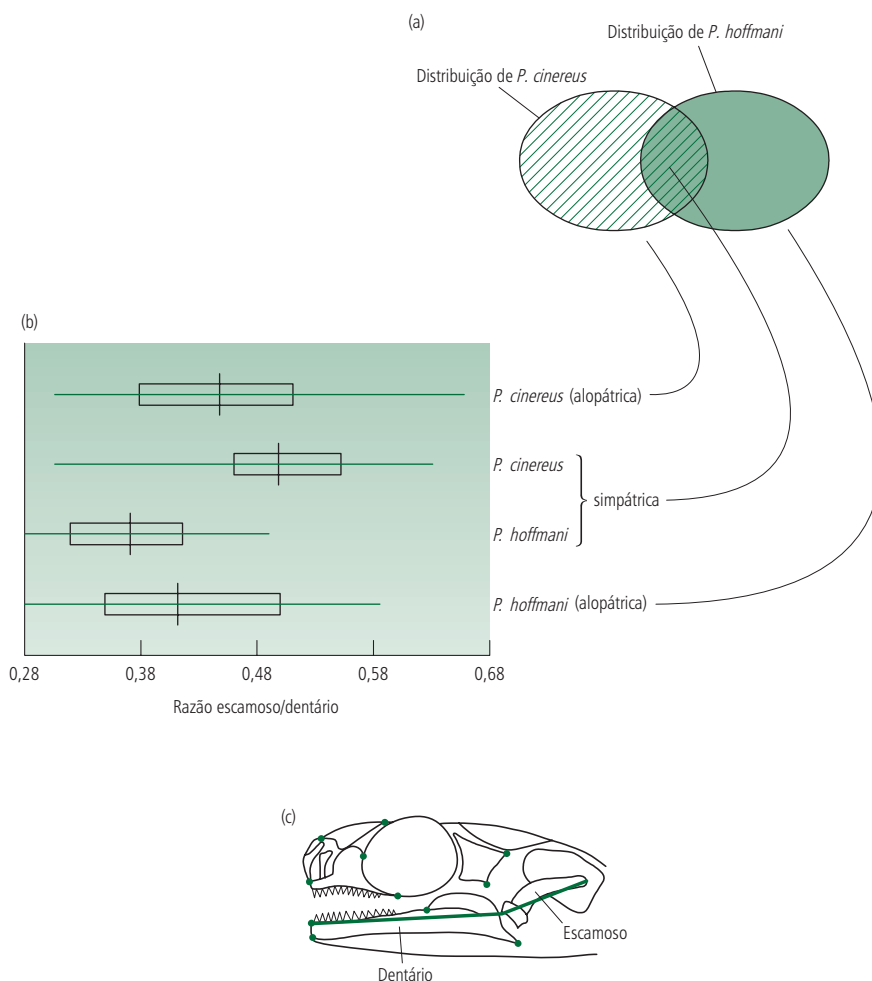 (a)
Distribuição de P. hoffmani
Distribuição de P. cinereus
(b)
P. cinereus (alopátrica)
P. cinereus
simpátrica
P. hoffmani
P. hoffmani (alopátrica)
0,28 0,38 0,48 0,58 0,68
Razão escamoso/dentário
(c)
Escamoso
Dentário